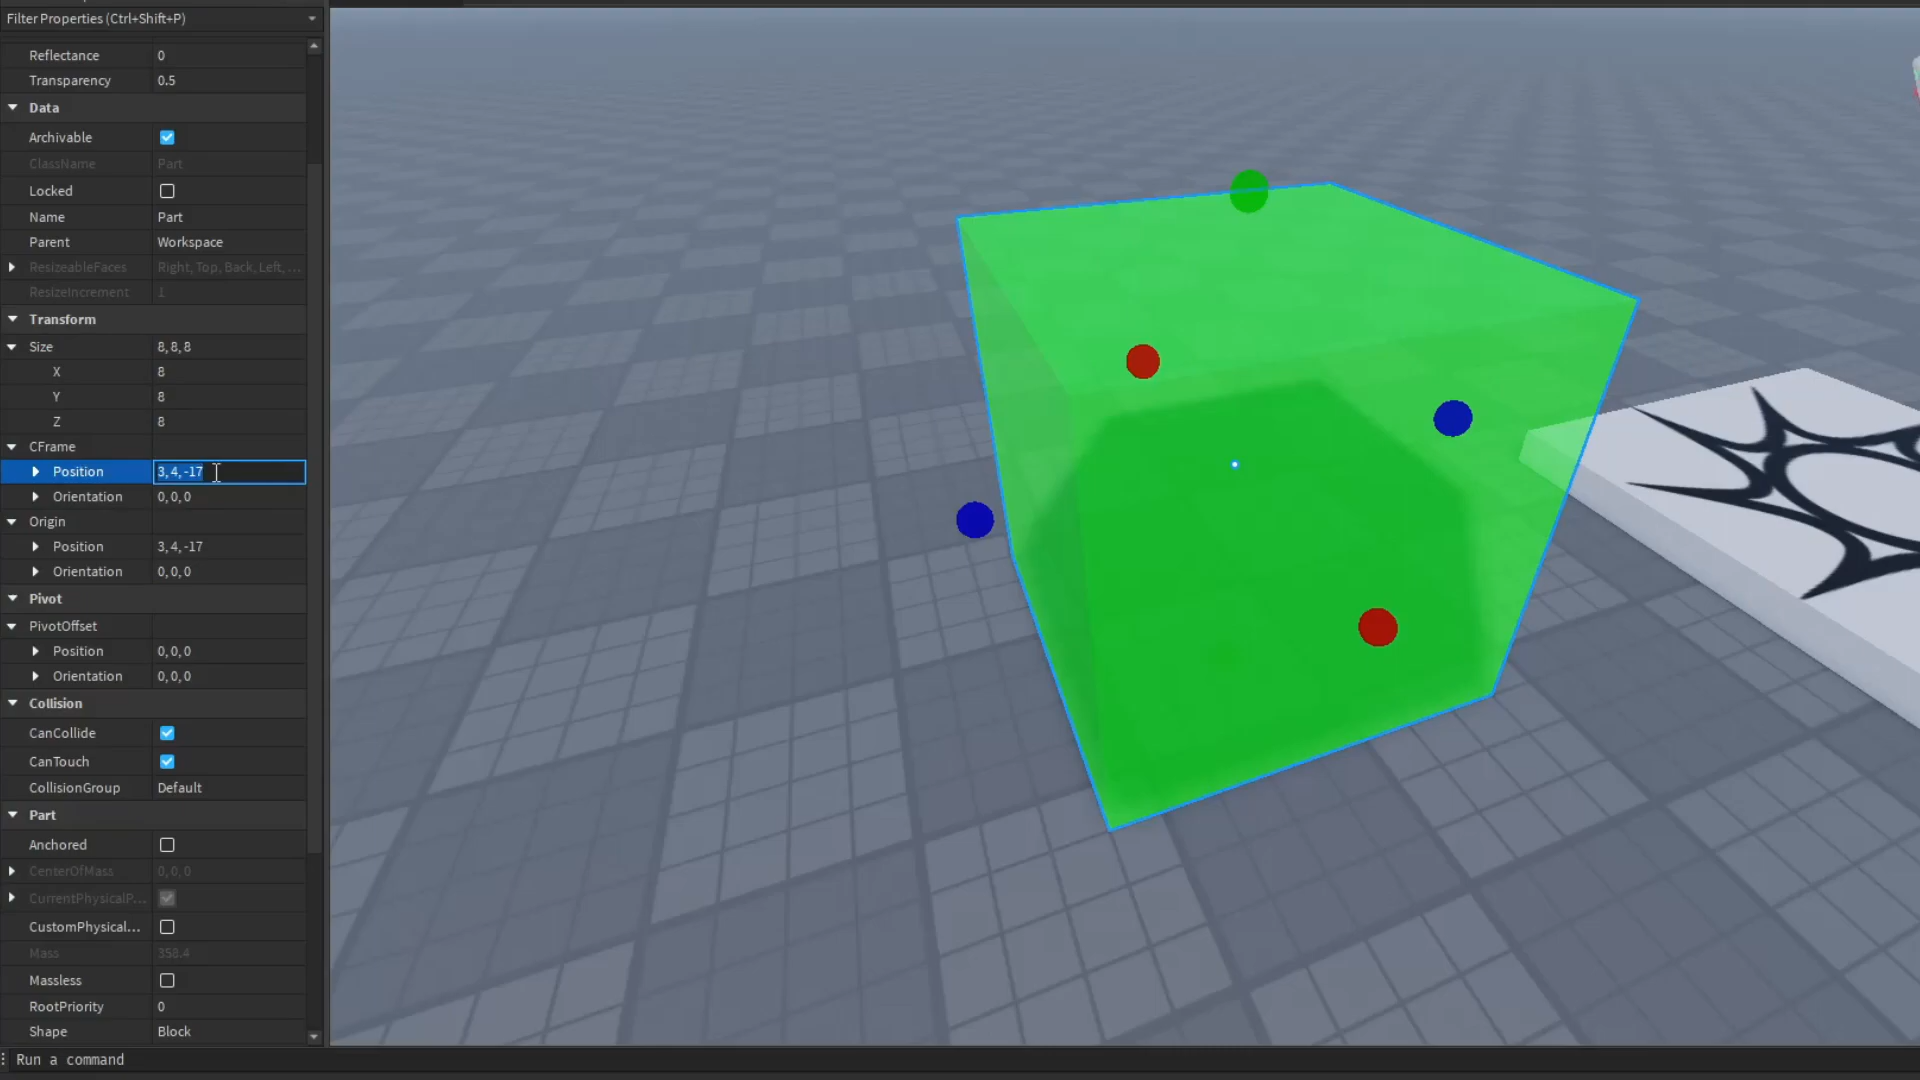 Filter Properties (Ctrl+Shift+P)
Reflectance 0
Transparency 0.5
Data
Archivable
ClassName Part
Locked
Name Part
Parent Workspace
ResizeableFaces Right, Top, Back, Left, ...
ResizeIncrement 1
Transform
Size 8, 8, 8
X 8
Y 8
Z 8
CFrame
Position 3, 4, -17
Orientation 0, 0, 0
Origin
Position 3, 4, -17
Orientation 0, 0, 0
Pivot
PivotOffset
Position 0, 0, 0
Orientation 0, 0, 0
Collision
CanCollide
CanTouch
CollisionGroup Default
Part
Anchored
CenterOfMass 0, 0, 0
CurrentPhysicalP...
CustomPhysical...
Mass 358.4
Massless
RootPriority 0
Shape Block
Run a command